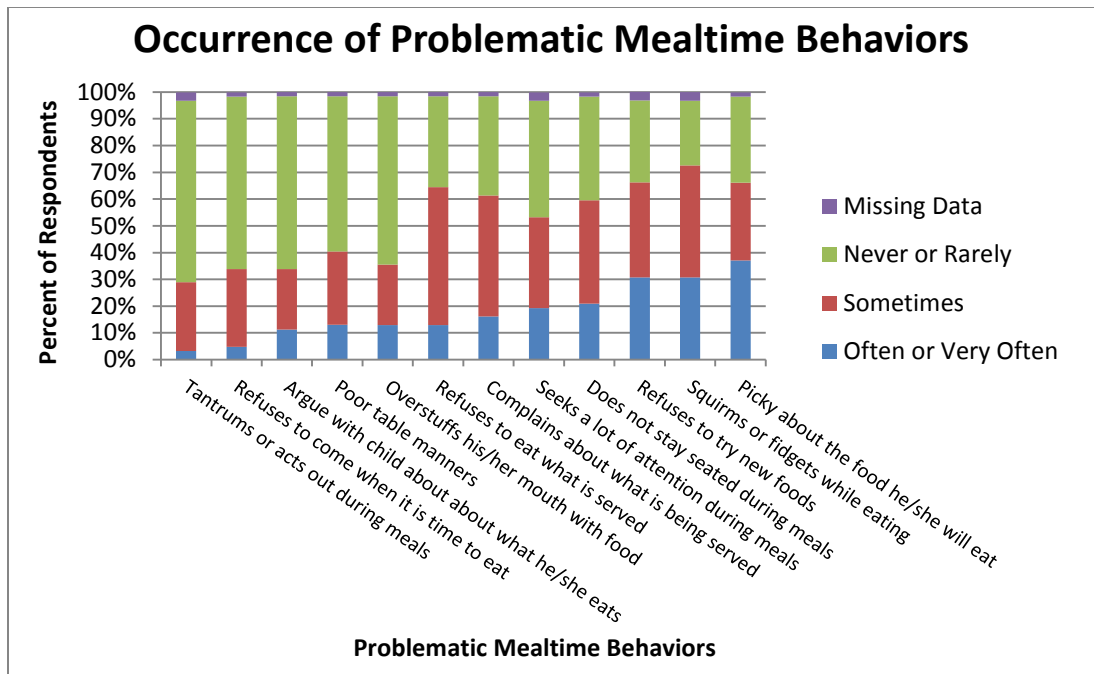 Occurrence of Problematic Mealtime Behaviors
Percent of Respondents
100%
90%
80%
70%
60%
50%
40%
30%
20%
10%
0%
Missing Data
Never or Rarely
Sometimes
Often or Very Often
Tantrums or acts out during meals
Refuses to come when it is time to eat
Argue with child about what he/she eats
Poor table manners
Overstuffs his/her mouth with food
Refuses to eat what is served
Complains about what is being served
Seeks a lot of attention during meals
Does not stay seated during meals
Refuses to try new foods
Squirms or fidgets while eating
Picky about the food he/she will eat
Problematic Mealtime Behaviors